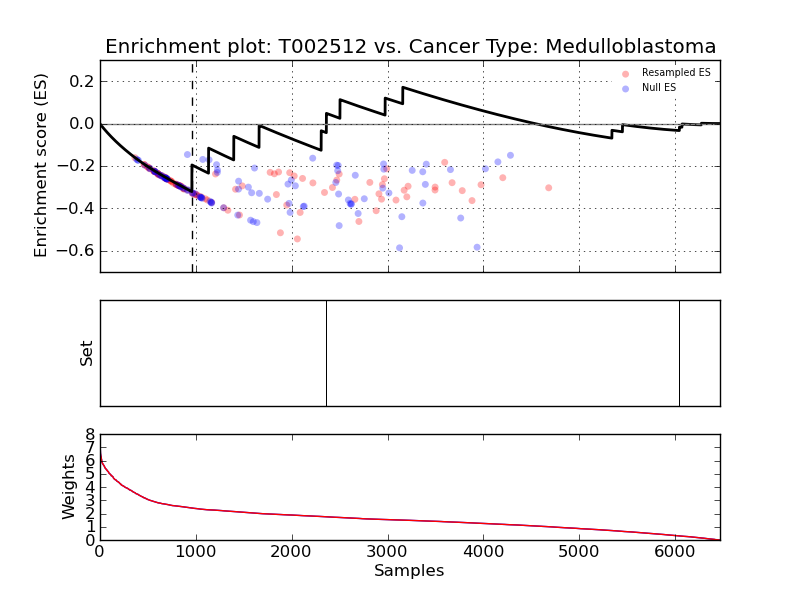 Enrichment plot: T002512 vs. Cancer Type: Medulloblastoma
Enrichment score (ES)
0.2
0.0
−0.2
−0.4
−0.6
Resampled ES
Null ES
Set
Weights
8
7
6
5
4
3
2
1
0
0 1000 2000 3000 4000 5000 6000
Samples